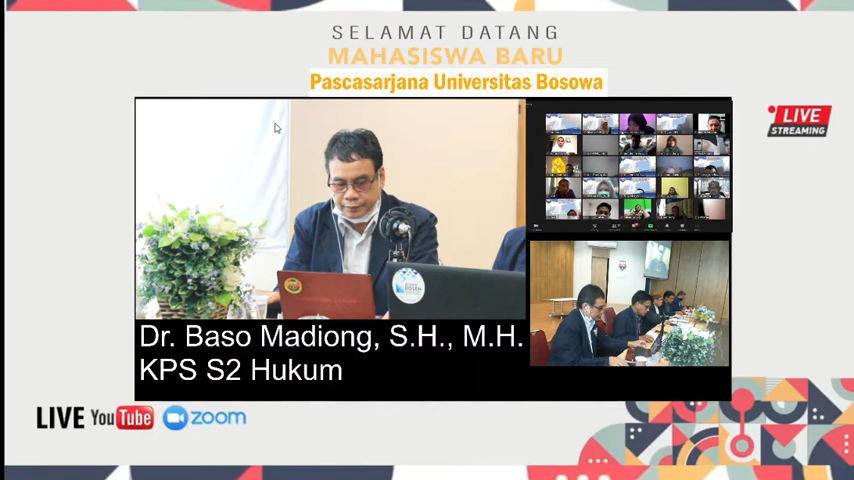 SELAMAT DATANG
MAHASISWA BARU
Pascasarjana Universitas Bosowa
LIVE
STREAMING
Dr. Baso Madiong, S.H., M.H.
KPS S2 Hukum
LIVE YouTube zoom